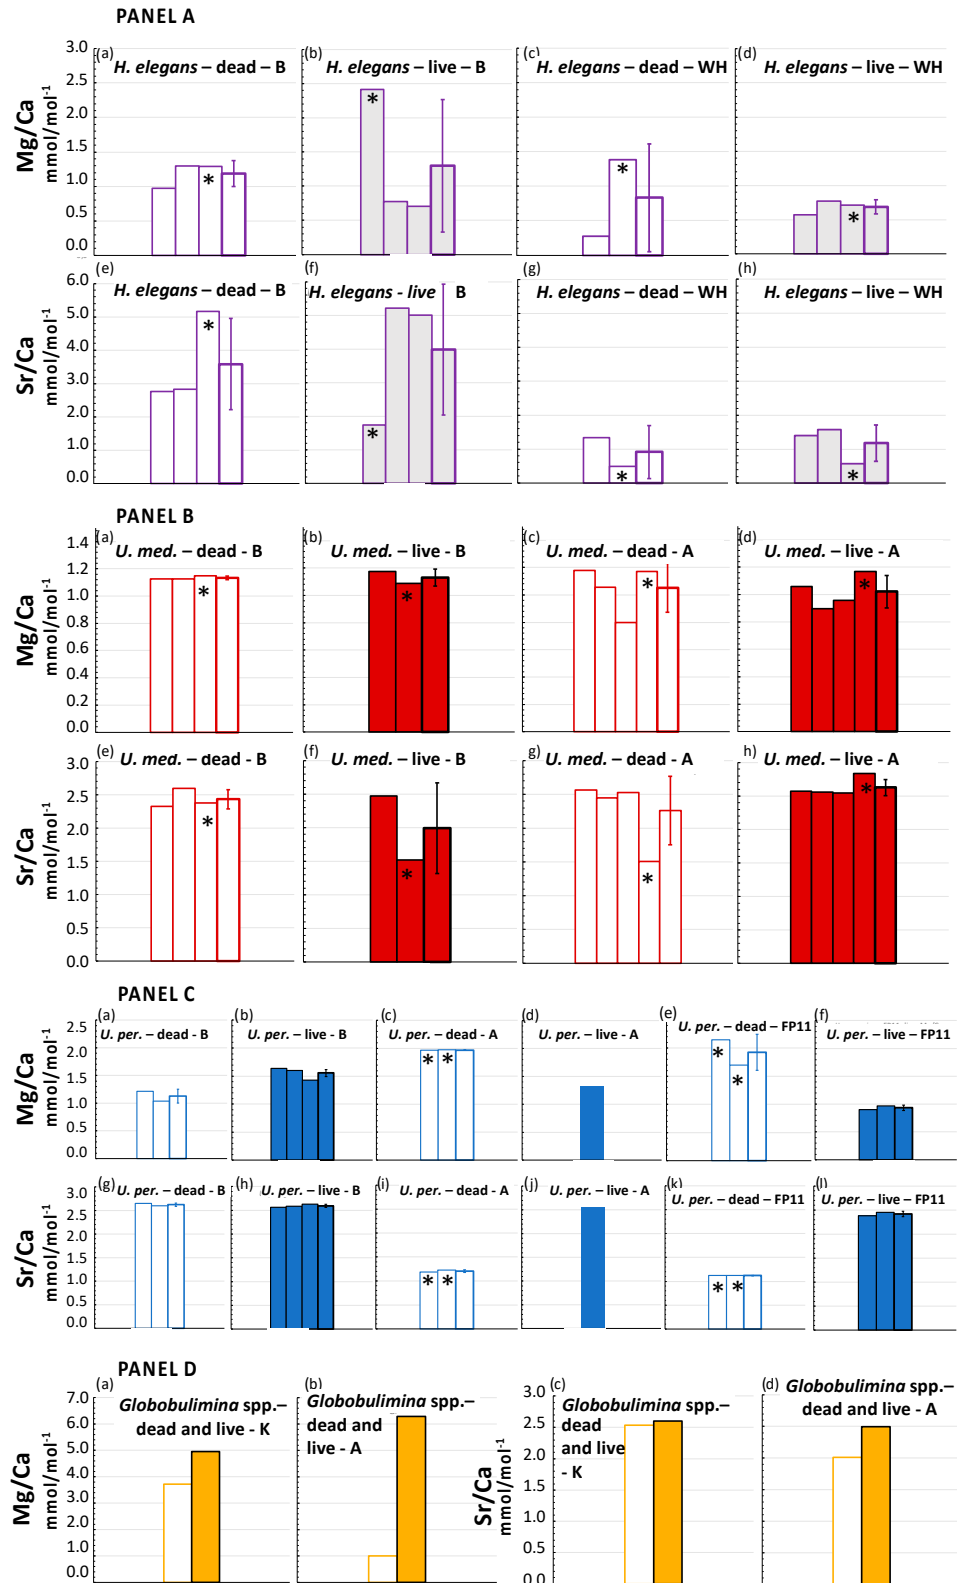 PANEL A
(a) (b) (c) (d)
H. elegans – dead – B
H. elegans – live – B
H. elegans – dead – WH
H. elegans – live – WH
Mg/Ca
mmol/mol⁻¹
3.0
2.5
2.0
1.5
1.0
0.5
0.0
* * * *
(e) (f) (g) (h)
H. elegans – dead – B
H. elegans - live B
H. elegans – dead – WH
H. elegans – live – WH
Sr/Ca
mmol/mol⁻¹
6.0
5.0
4.0
3.0
2.0
1.0
0.0
* * * *
PANEL B
(a) (b) (c) (d)
U. med. – dead - B
U. med. – live - B
U. med. – dead - A
U. med. – live - A
Mg/Ca
mmol/mol⁻¹
1.4
1.2
1.0
0.8
0.6
0.4
0.2
0.0
* * * *
(e) (f) g) h)
U. med. – dead - B
U. med. – live - B
U. med. – dead - A
U. med. – live - A
Sr/Ca
mmol/mol⁻¹
3.0
2.5
2.0
1.5
1.0
0.5
0.0
* * * *
PANEL C
(a) (b) (c) (d) (e) (f)
U. per. – dead - B
U. per. – live - B
U. per. – dead - A
U. per. – live - A
U. per. – dead – FP11
U. per. – live – FP11
Mg/Ca
mmol/mol⁻¹
2.5
2.0
1.5
1.0
0.5
0.0
* * * *
(g) (h) (i) (j) (k) (l)
U. per. – dead - B
U. per. – live - B
U. per. – dead - A
U. per. – live - A
U. per. – dead – FP11
U. per. – live – FP11
Sr/Ca
mmol/mol⁻¹
3.0
2.5
2.0
1.5
1.0
0.5
0.0
* * * *
PANEL D
(a)
Globobulimina spp.–
dead and live - K
(b)
Globobulimina spp.–
dead and
live - A
Mg/Ca
mmol/mol⁻¹
7.0
6.0
5.0
4.0
3.0
2.0
1.0
0.0
(c)
Globobulimina spp.–
dead
and live
- K
(d)
Globobulimina spp.–
dead and live - A
Sr/Ca
mmol/mol⁻¹
3.0
2.5
2.0
1.5
1.0
0.5
0.0